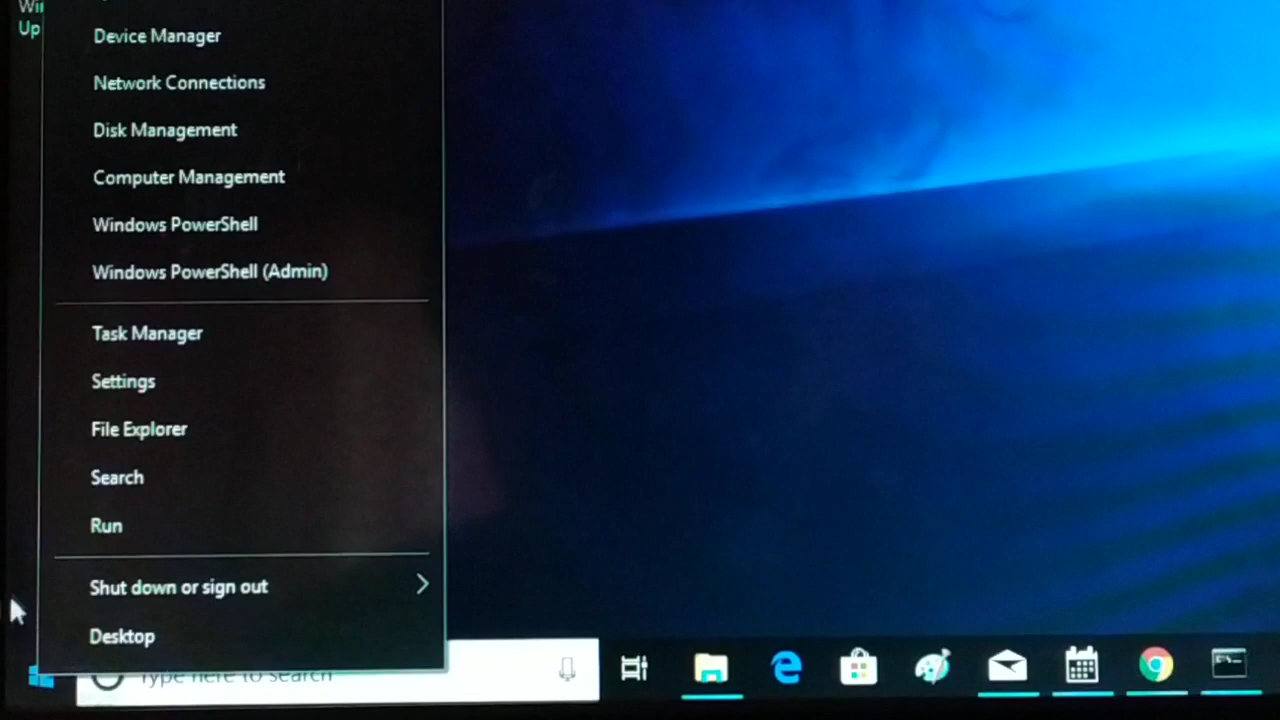 Up
Device Manager
Network Connections
Disk Management
Computer Management
Windows PowerShell
Windows PowerShell (Admin)
Task Manager
Settings
File Explorer
Search
Run
Shut down or sign out
Desktop
Type here to search